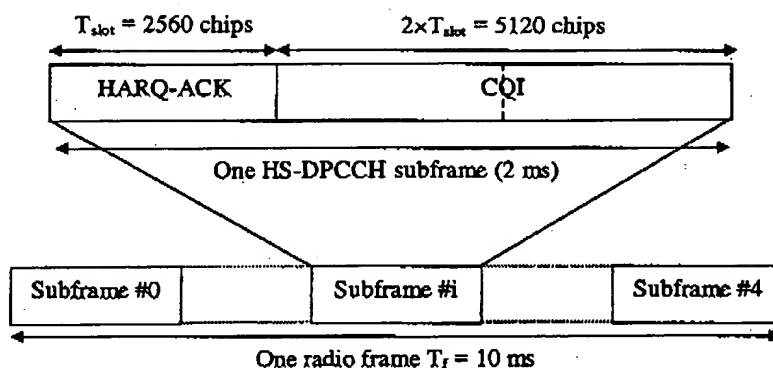 T_slot = 2560 chips
2×T_slot = 5120 chips
HARQ-ACK
CQI
One HS-DPCCH subframe (2 ms)
Subframe #0
Subframe #i
Subframe #4
One radio frame T_f = 10 ms